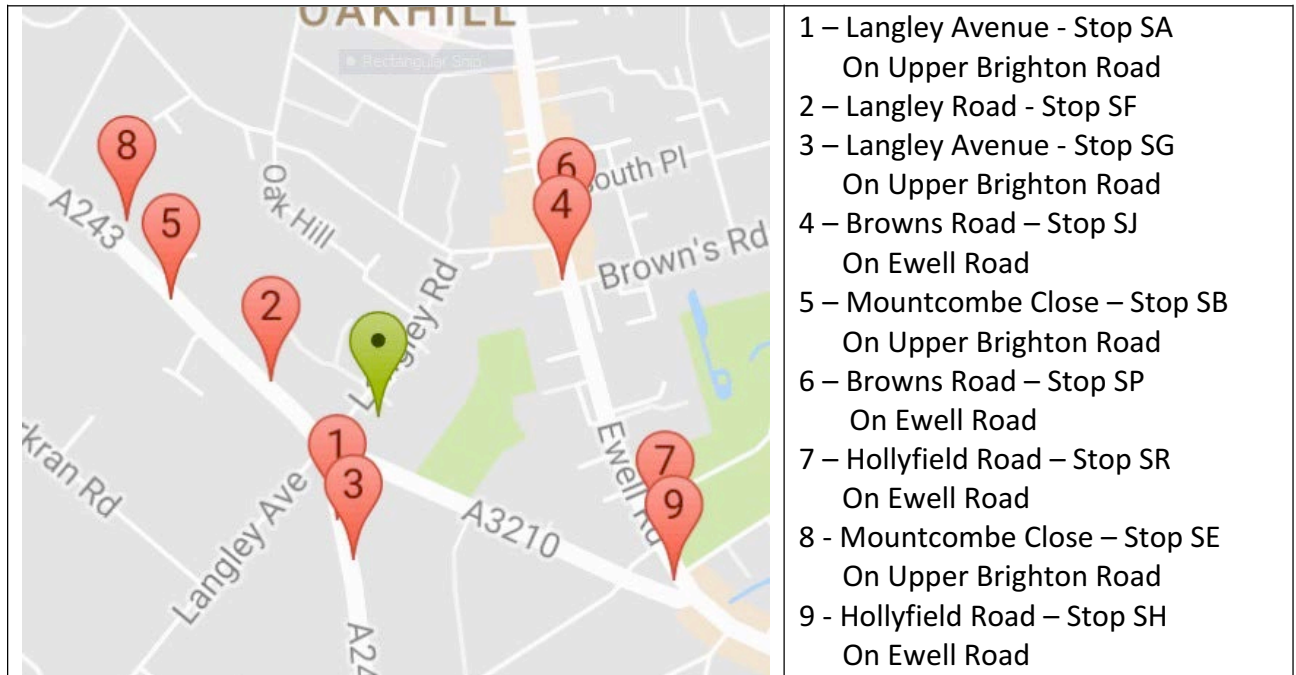 OAKHILL
Rectangular Snip
8
6
South Pl
A243
5
Oak Hill
4
Brown's Rd
2
Langley Rd
1
Ewell Rd
7
3
9
Langley Ave
A3210
1 – Langley Avenue - Stop SA
On Upper Brighton Road
2 – Langley Road - Stop SF
3 – Langley Avenue - Stop SG
On Upper Brighton Road
4 – Browns Road – Stop SJ
On Ewell Road
5 – Mountcombe Close – Stop SB
On Upper Brighton Road
6 – Browns Road – Stop SP
On Ewell Road
7 – Hollyfield Road – Stop SR
On Ewell Road
8 - Mountcombe Close – Stop SE
On Upper Brighton Road
9 - Hollyfield Road – Stop SH
On Ewell Road